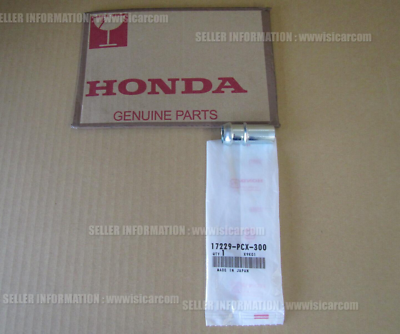 SELLER INFORMATION : wwwisicarcom
HONDA
SELLER INFORMATION : wwwisicarcom
GENUINE PARTS
SELLER INFORMATION : wwwisicarcom
17229-PCX-300
MADE IN JAPAN
SELLER INFORMATION : wwwisicarcom